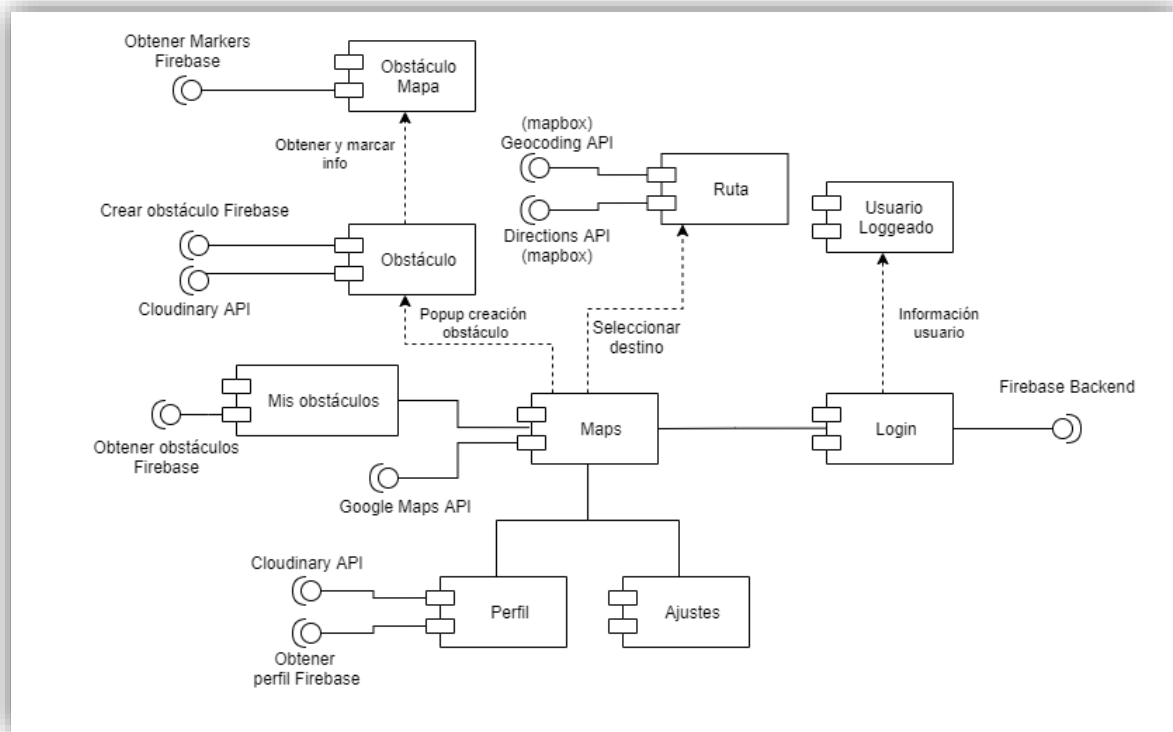 Obtener Markers
Firebase
Obstáculo
Mapa
Obtener y marcar
info
(mapbox)
Geocoding API
Ruta
Directions API
(mapbox)
Usuario
Loggeado
Crear obstáculo Firebase
Obstáculo
Cloudinary API
Popup creación
obstáculo
Seleccionar
destino
Información
usuario
Mis obstáculos
Obtener obstáculos
Firebase
Maps
Login
Firebase Backend
Google Maps API
Cloudinary API
Perfil
Obtener
perfil Firebase
Ajustes